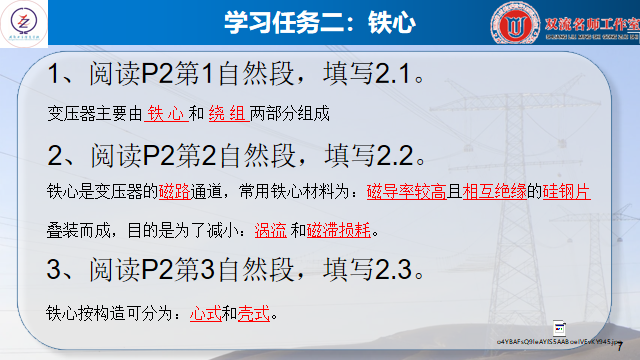 学习任务二：铁心
双流名师工作室
1、阅读P2第1自然段，填写2.1。
变压器主要由 铁 心 和 绕 组 两部分组成
2、阅读P2第2自然段，填写2.2。
铁心是变压器的磁路通道，常用铁心材料为：磁导率较高且相互绝缘的硅钢片
叠装而成，目的是为了减小：涡流 和磁滞损耗。
3、阅读P2第3自然段，填写2.3。
铁心按构造可分为：心式和壳式。
7